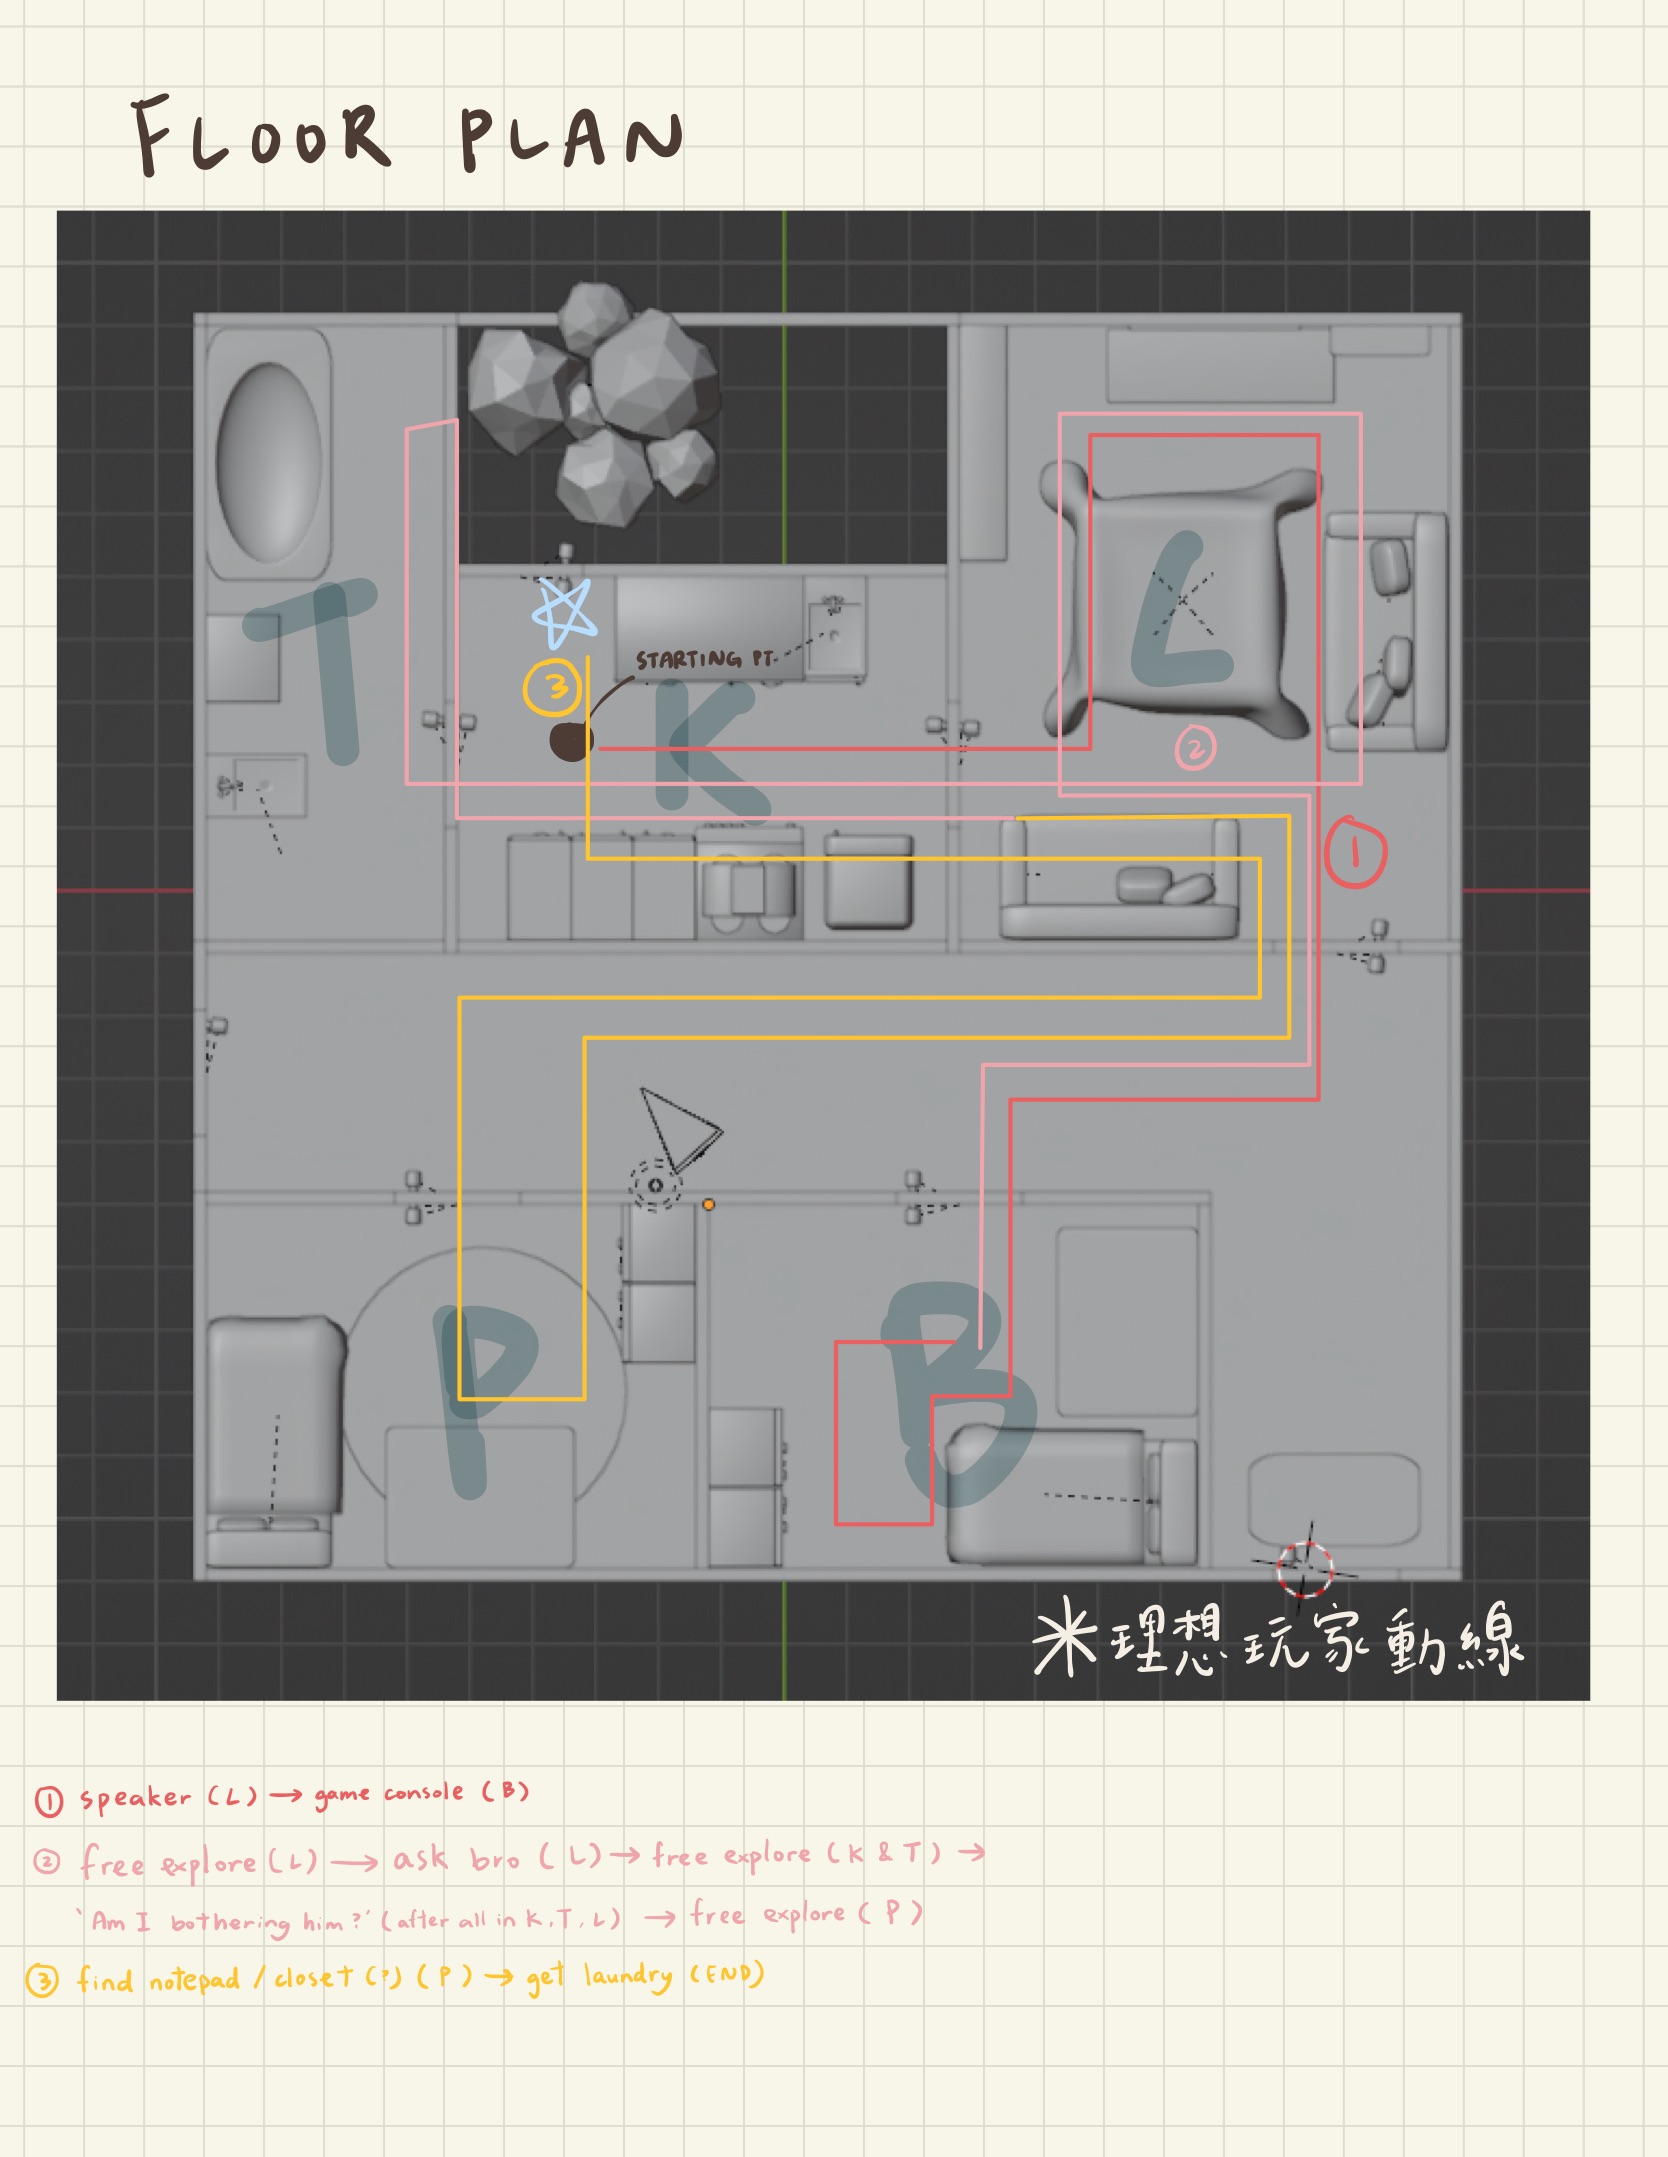 FLOOR PLAN
T
L
STARTING PT
③
K
②
①
P
B
※理想玩家動線
① speaker (L) → game console (B)
② free explore (L) → ask bro (L) → free explore (K & T) →
'Am I bothering him?' (after all in K, T, L) → free explore (P)
③ find notepad / closet (?) (P) → get laundry (END)